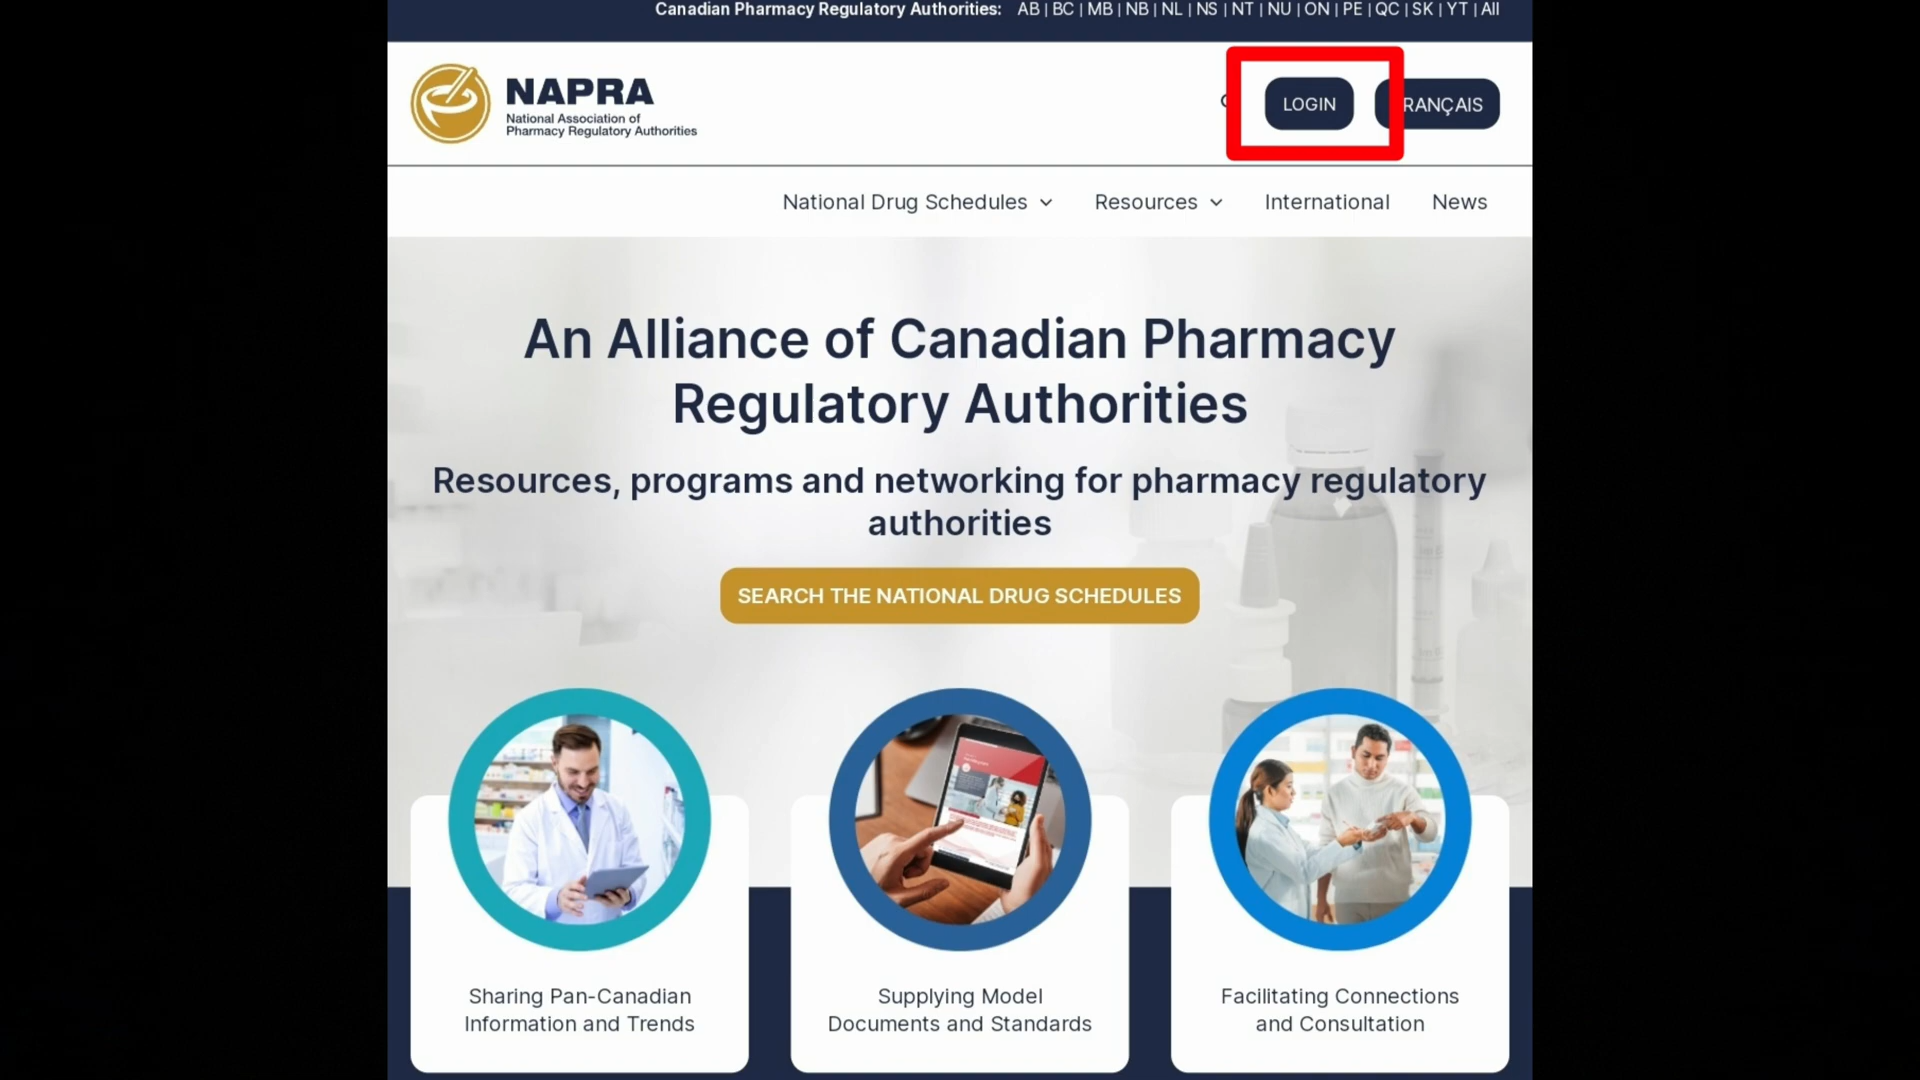 Canadian Pharmacy Regulatory Authorities: AB | BC | MB | NB | NL | NS | NT | NU | ON | PE | QC | SK | YT | All
NAPRA
National Association of
Pharmacy Regulatory Authorities
LOGIN
RANÇAIS
National Drug Schedules
Resources
International
News
An Alliance of Canadian Pharmacy
Regulatory Authorities
Resources, programs and networking for pharmacy regulatory
authorities
SEARCH THE NATIONAL DRUG SCHEDULES
Sharing Pan-Canadian
Information and Trends
Supplying Model
Documents and Standards
Facilitating Connections
and Consultation